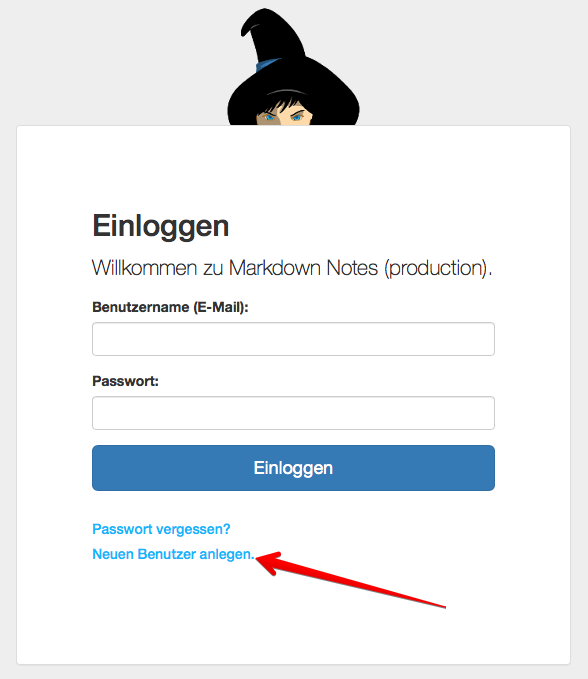 Einloggen
Willkommen zu Markdown Notes (production).
Benutzername (E-Mail):
Passwort:
Einloggen
Passwort vergessen?
Neuen Benutzer anlegen.